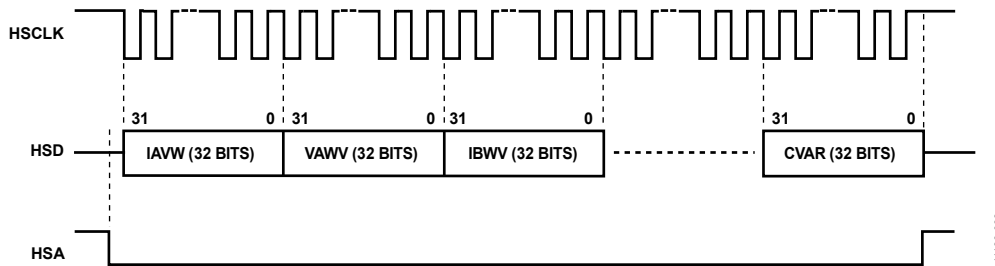 HSCLK
31 0 31 0 31 0 31 0
HSD
IAVW (32 BITS) VAWV (32 BITS) IBWV (32 BITS) CVAR (32 BITS)
HSA